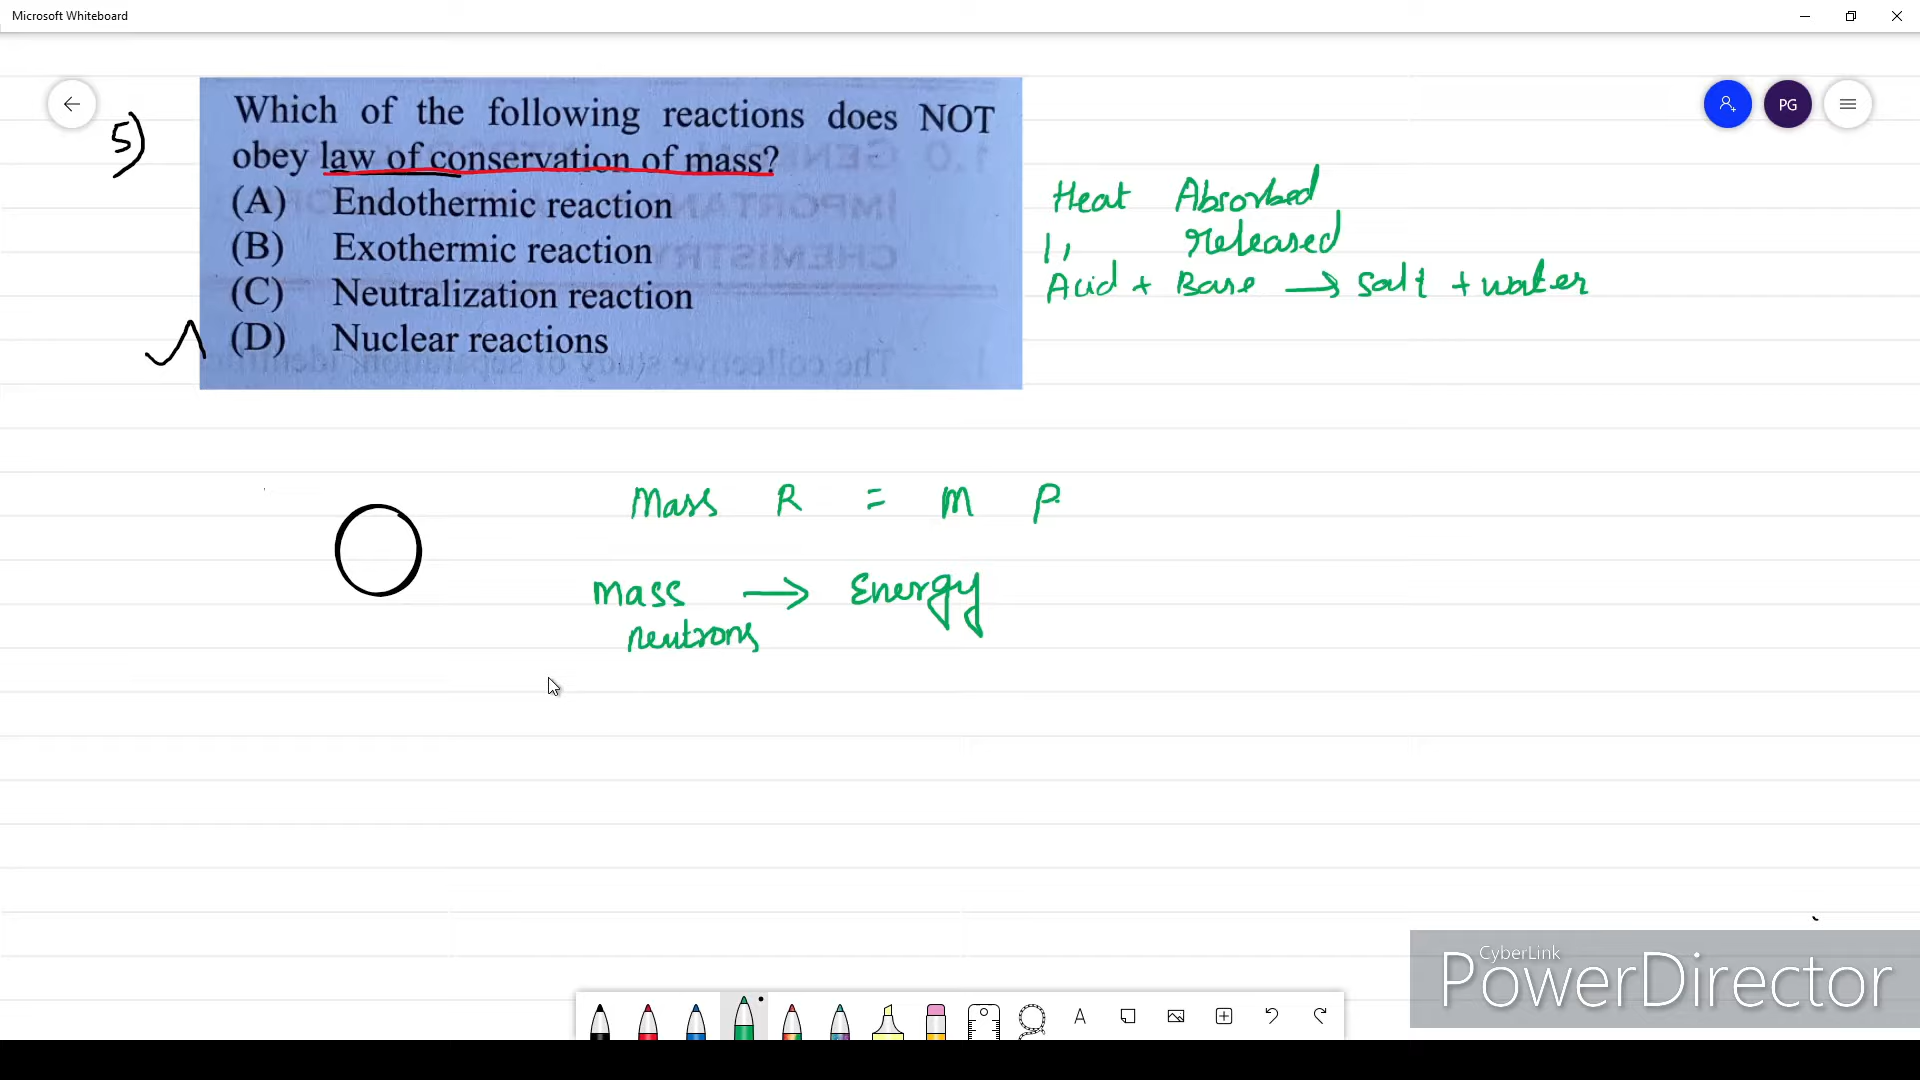 Microsoft Whiteboard
PG
5)
Which of the following reactions does NOT
obey law of conservation of mass?
(A) Endothermic reaction
(B) Exothermic reaction
(C) Neutralization reaction
(D) Nuclear reactions
Heat Absorbed
1, released
Acid + Base → salt + water
Mass R = M P
mass → Energy
neutrons
CyberLink
PowerDirector